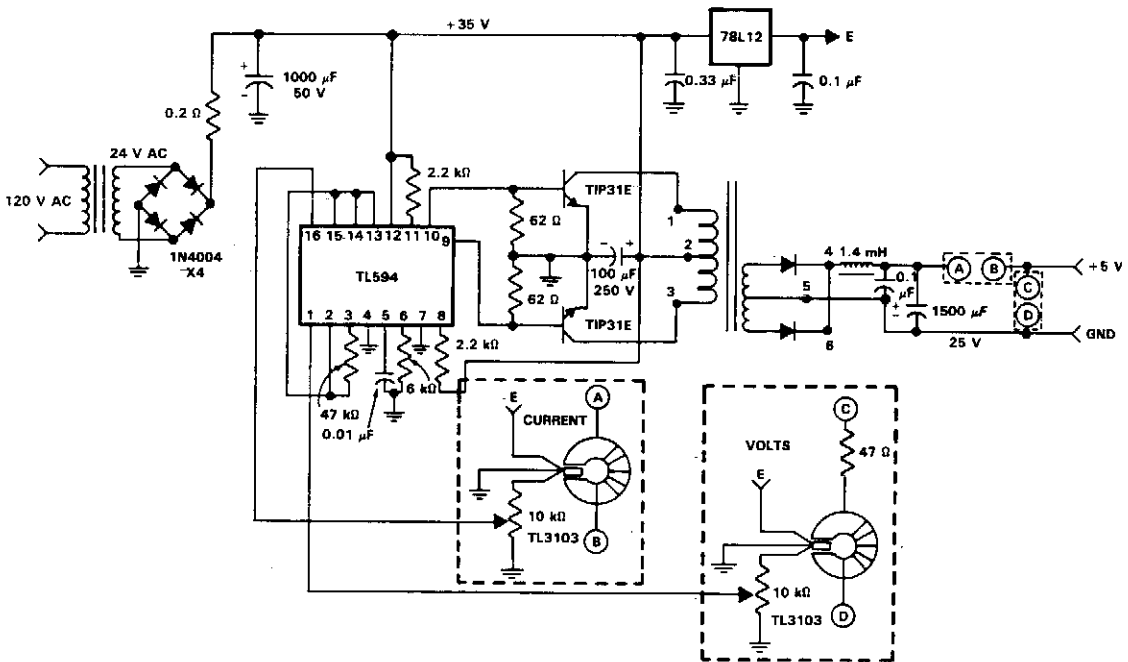 +35 V
78L12
E
+
-
1000 µF
50 V
0.33 µF
0.1 µF
0.2 Ω
24 V AC
120 V AC
1N4004
X4
2.2 kΩ
TIP31E
62 Ω
16 15 14 13 12 11 10 9
TL594
1 2 3 4 5 6 7 8
- +
100 µF
250 V
62 Ω
TIP31E
1
2
3
4 1.4 mH
5
6
0.1
µF
+
-
1500 µF
25 V
A B
C
D
+5 V
GND
2.2 kΩ
47 kΩ
6 kΩ
0.01 µF
E
CURRENT
A
10 kΩ
TL3103
B
C
47 Ω
VOLTS
E
10 kΩ
TL3103
D